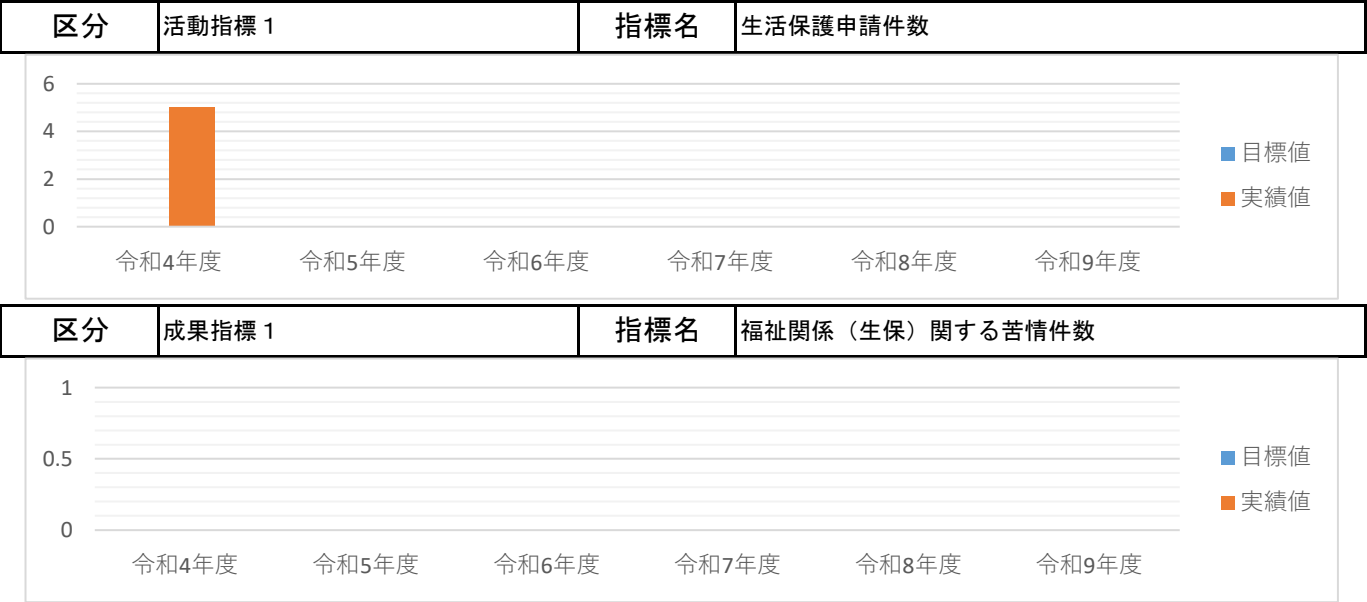 区分 活動指標１ 指標名 生活保護申請件数
6
4
2
0
令和4年度 令和5年度 令和6年度 令和7年度 令和8年度 令和9年度
目標値
実績値
区分 成果指標１ 指標名 福祉関係（生保）関する苦情件数
1
0.5
0
令和4年度 令和5年度 令和6年度 令和7年度 令和8年度 令和9年度
目標値
実績値